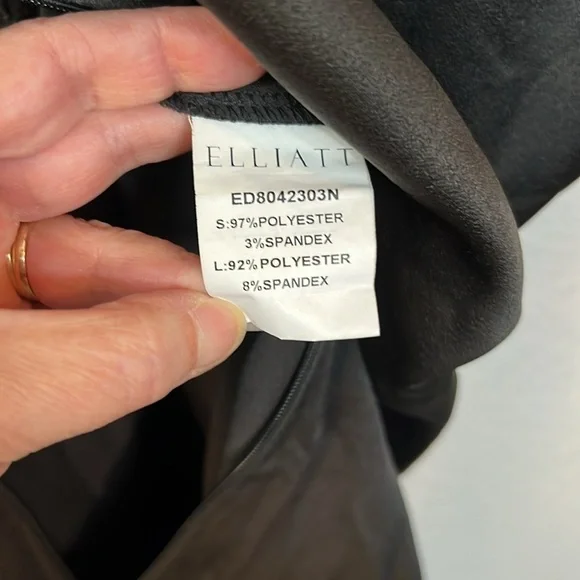 ELLIATT
ED8042303N
S:97%POLYESTER
3%SPANDEX
L:92%POLYESTER
8%SPANDEX